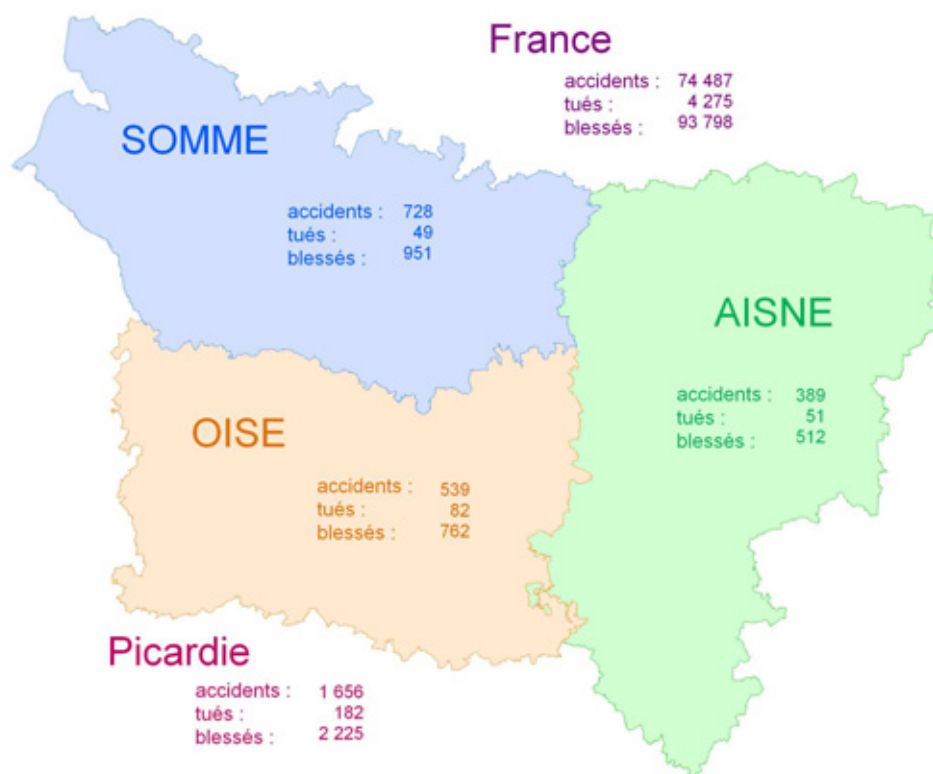 France
accidents : 74 487
tués : 4 275
blessés : 93 798
SOMME
accidents : 728
tués : 49
blessés : 951
AISNE
accidents : 389
tués : 51
blessés : 512
OISE
accidents : 539
tués : 82
blessés : 762
Picardie
accidents : 1 656
tués : 182
blessés : 2 225